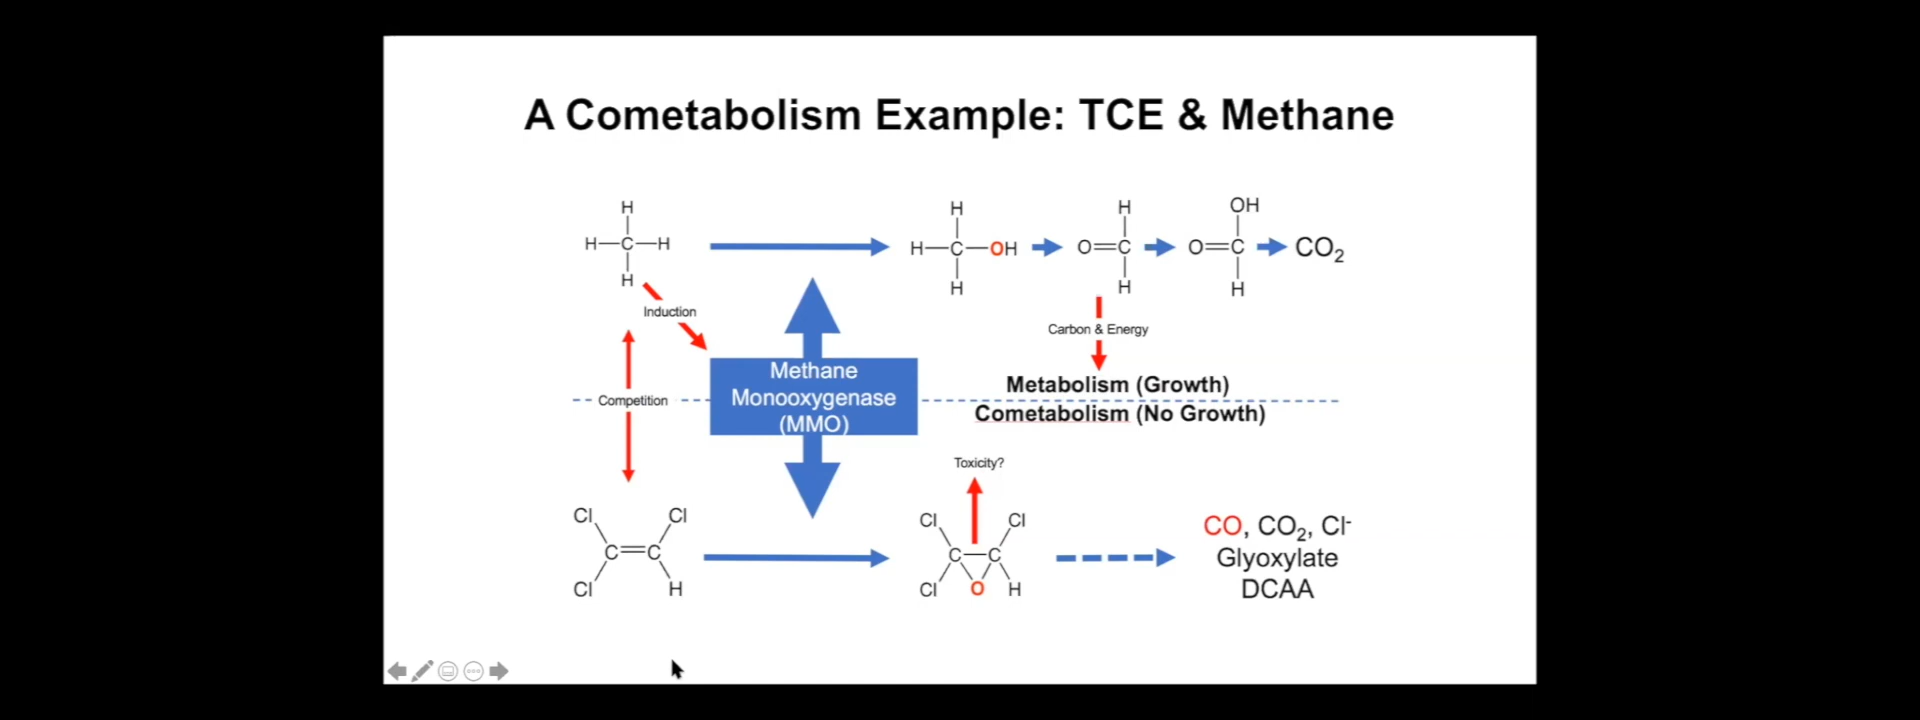 A Cometabolism Example: TCE & Methane
H
H C H
H
H
H C OH
H
H
O C
H
OH
O C
H
CO₂
Induction
Competition
Methane
Monooxygenase
(MMO)
Carbon & Energy
Metabolism (Growth)
Cometabolism (No Growth)
Toxicity?
Cl Cl
C C
Cl H
Cl Cl
C C
Cl O H
CO, CO₂, Cl⁻
Glyoxylate
DCAA